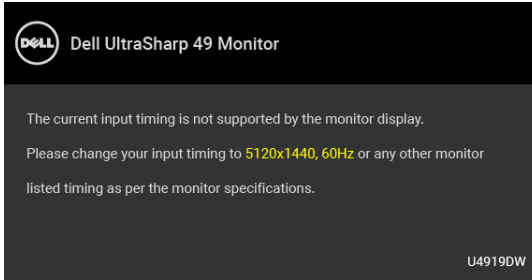 DELL
Dell UltraSharp 49 Monitor
The current input timing is not supported by the monitor display.
Please change your input timing to 5120x1440, 60Hz or any other monitor
listed timing as per the monitor specifications.
U4919DW